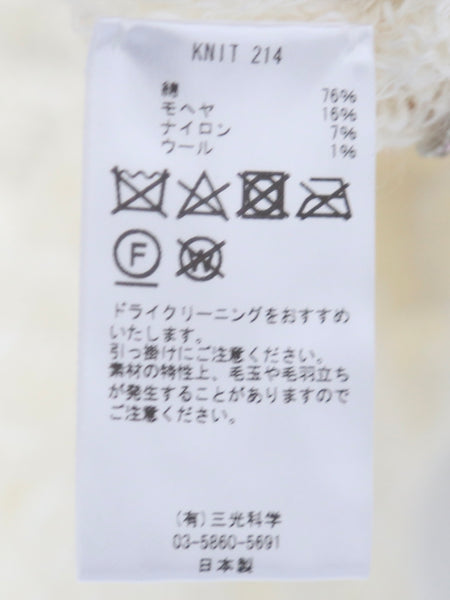 KNIT 214
綿 76%
モヘヤ 16%
ナイロン 7%
ウール 1%
F W
ドライクリーニングをおすすめ
いたします。
引っ掛けにご注意ください。
素材の特性上、毛玉や毛羽立ち
が発生することがありますので
ご注意ください。
(有)三光科学
03-5860-5691
日本製